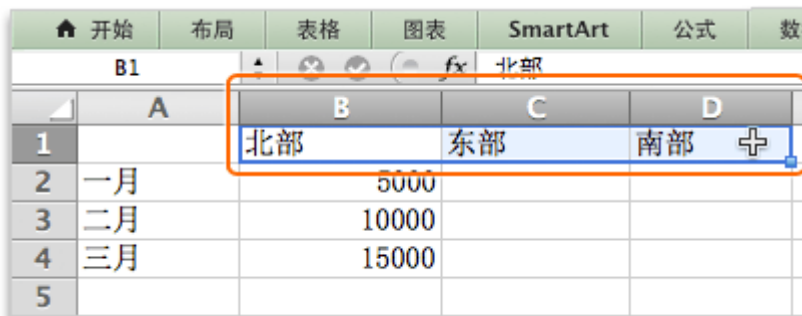 开始 布局 表格 图表 SmartArt 公式 数
B1 fx 北部
A B C D
1 北部 东部 南部
2 一月 5000
3 二月 10000
4 三月 15000
5